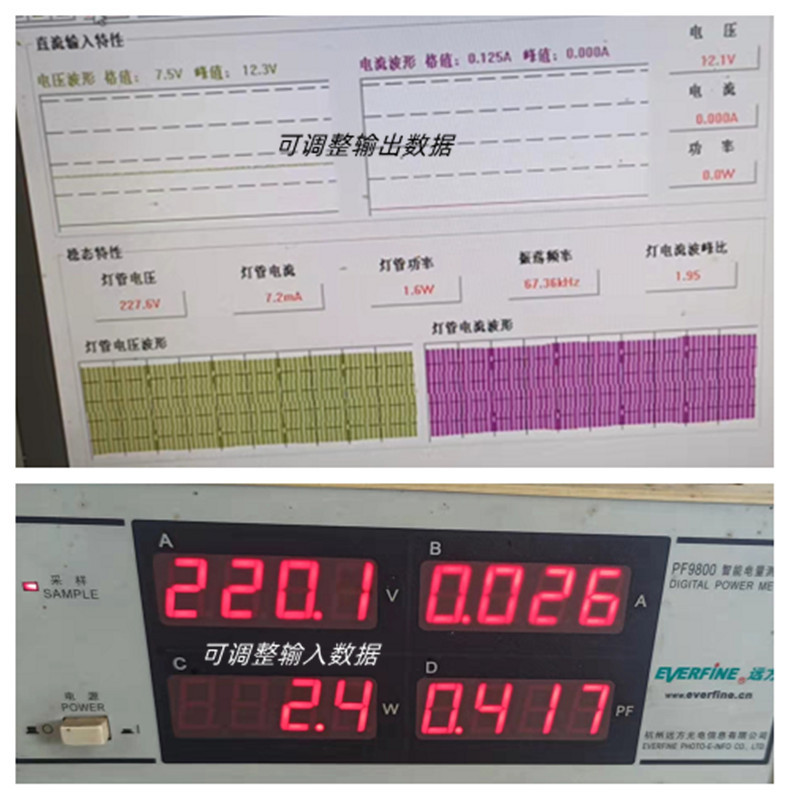 直流输入特性
电压波形 格值: 7.5V 峰值: 12.3V
电流波形 格值: 0.125A 峰值: 0.000A
电 压
12.1V
电 流
0.000A
功 率
0.0W
可调整输出数据
稳态特性
灯管电压
227.6V
灯管电流
7.2mA
灯管功率
1.6W
振荡频率
67.36kHz
灯电流波峰比
1.95
灯管电压波形
灯管电流波形
A
220.1 V
B
0.026 A
采 样
SAMPLE
PF9800 智能电量测
DIGITAL POWER ME
可调整输入数据
C
2.4 W
D
0.417 PF
电 源
POWER
EVERFINE® 远方
www.everfine.cn
杭州远方光电信息有限公司
EVERFINE PHOTO-E-INFO CO., LTD